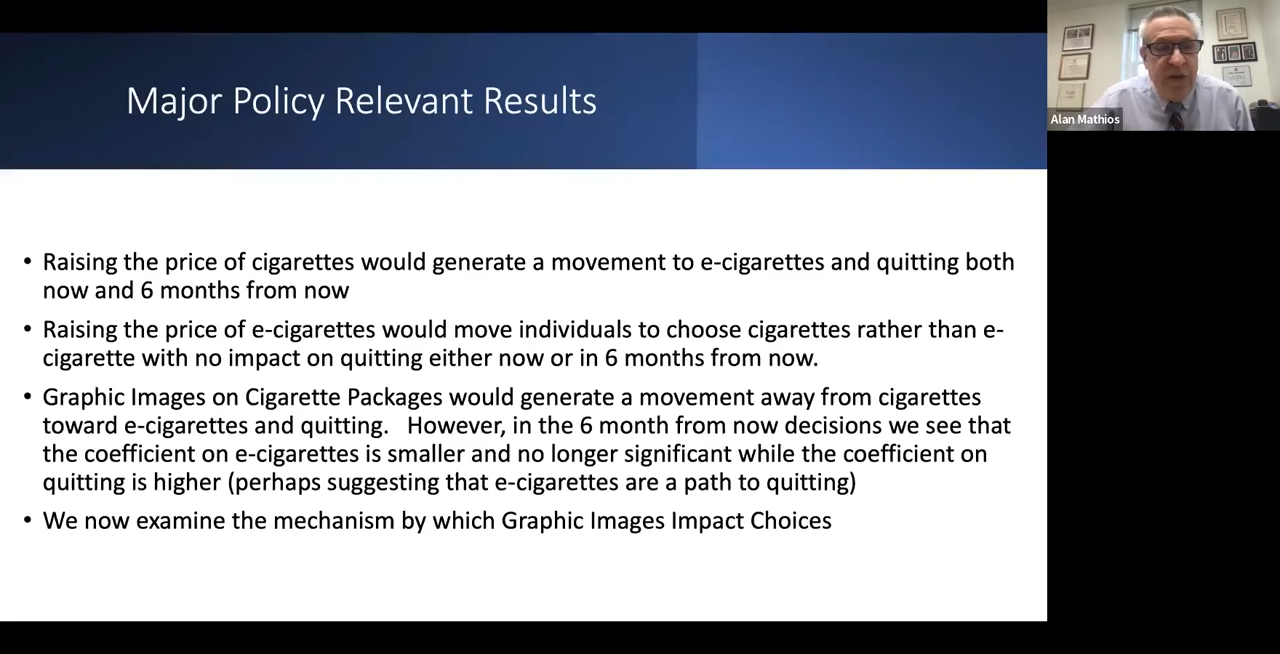 Major Policy Relevant Results
Alan Mathios
• Raising the price of cigarettes would generate a movement to e-cigarettes and quitting both
now and 6 months from now
• Raising the price of e-cigarettes would move individuals to choose cigarettes rather than e-
cigarette with no impact on quitting either now or in 6 months from now.
• Graphic Images on Cigarette Packages would generate a movement away from cigarettes
toward e-cigarettes and quitting.   However, in the 6 month from now decisions we see that
the coefficient on e-cigarettes is smaller and no longer significant while the coefficient on
quitting is higher (perhaps suggesting that e-cigarettes are a path to quitting)
• We now examine the mechanism by which Graphic Images Impact Choices